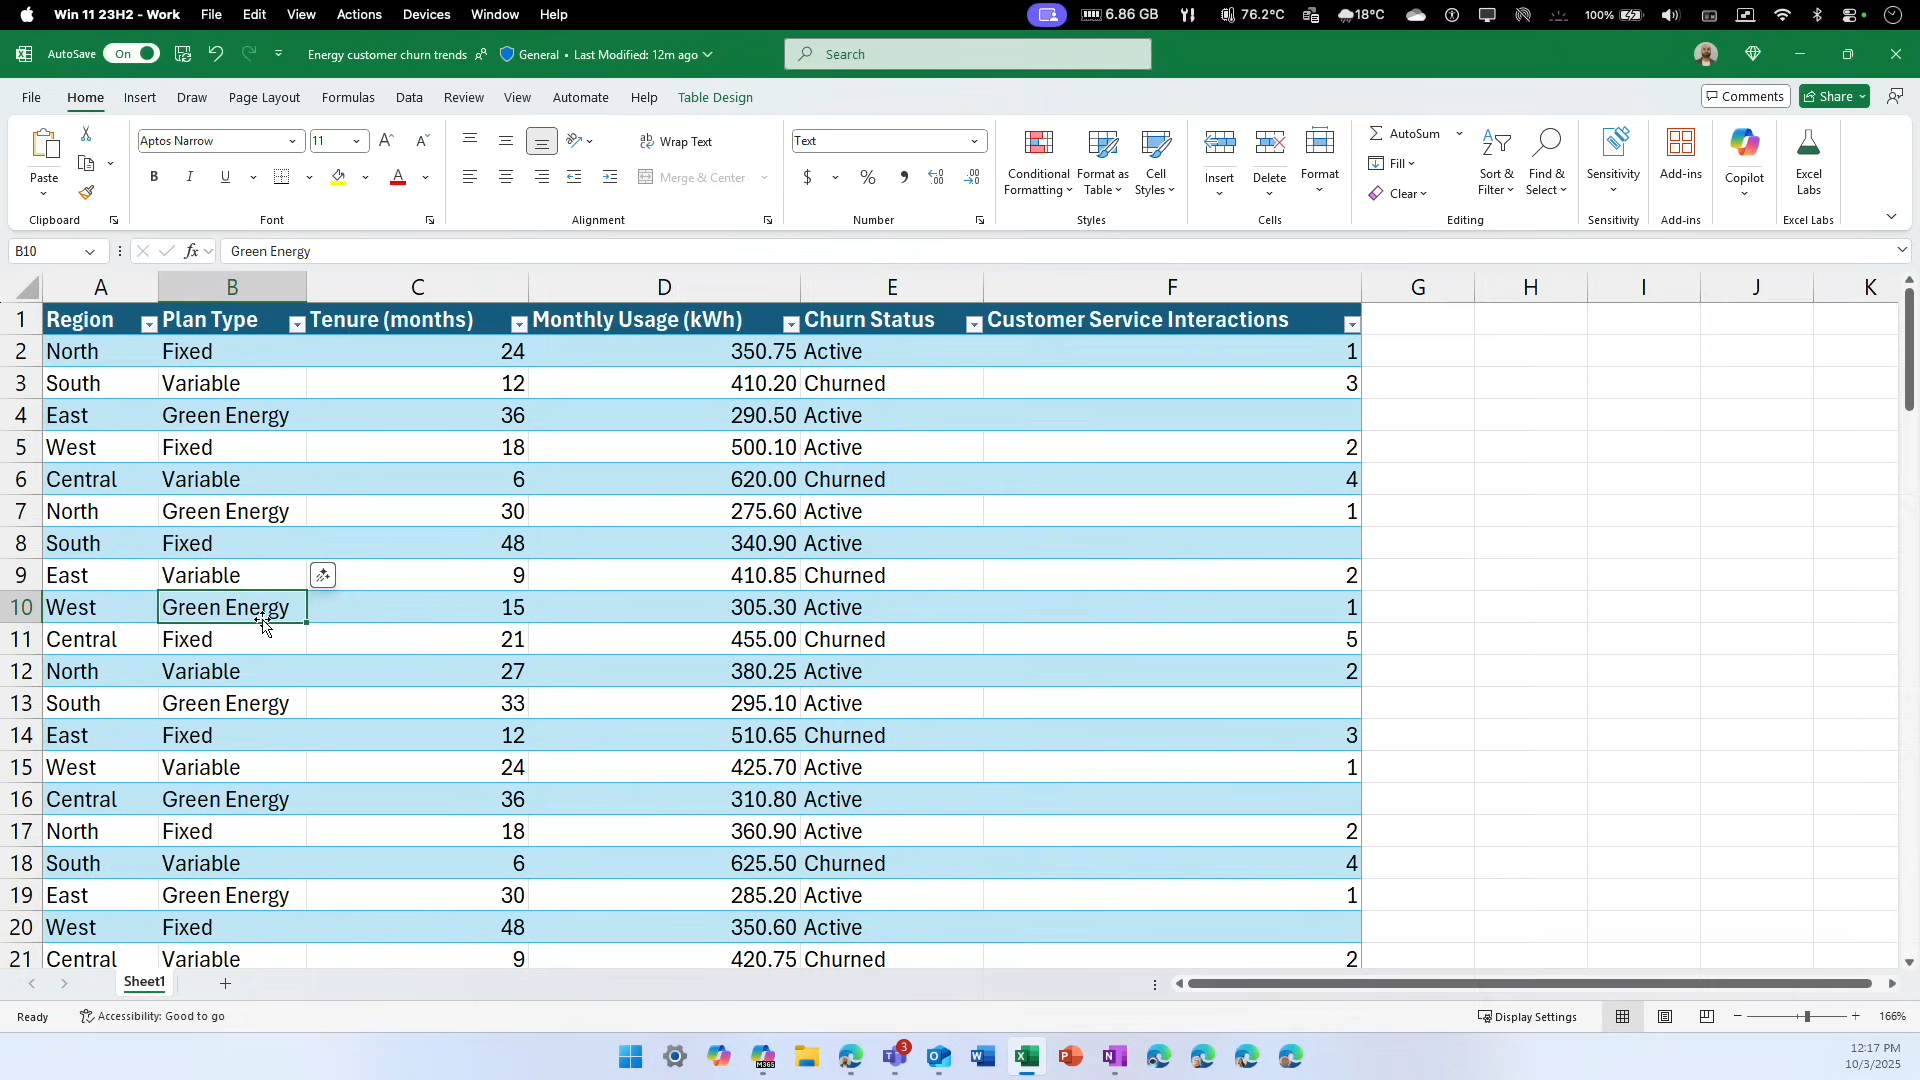 Win 11 23H2 - Work File Edit View Actions Devices Window Help 6.86 GB 76.2°C 18°C 100%
AutoSave On Energy customer churn trends General • Last Modified: 12m ago Search
File Home Insert Draw Page Layout Formulas Data Review View Automate Help Table Design Comments Share
Paste Aptos Narrow 11 Wrap Text Text Conditional Formatting Format as Table Cell Styles Insert Delete Format AutoSum Sort & Filter Find & Select Sensitivity Add-ins Copilot Excel Labs
B I U A Merge & Center $ % Fill
Clear
Clipboard Font Alignment Number Styles Cells Editing Sensitivity Add-ins Excel Labs
B10 fx Green Energy
A B C D E F G H I J K
1 Region Plan Type Tenure (months) Monthly Usage (kWh) Churn Status Customer Service Interactions
2 North Fixed 24 350.75 Active 1
3 South Variable 12 410.20 Churned 3
4 East Green Energy 36 290.50 Active
5 West Fixed 18 500.10 Active 2
6 Central Variable 6 620.00 Churned 4
7 North Green Energy 30 275.60 Active 1
8 South Fixed 48 340.90 Active
9 East Variable 9 410.85 Churned 2
10 West Green Energy 15 305.30 Active 1
11 Central Fixed 21 455.00 Churned 5
12 North Variable 27 380.25 Active 2
13 South Green Energy 33 295.10 Active
14 East Fixed 12 510.65 Churned 3
15 West Variable 24 425.70 Active 1
16 Central Green Energy 36 310.80 Active
17 North Fixed 18 360.90 Active 2
18 South Variable 6 625.50 Churned 4
19 East Green Energy 30 285.20 Active 1
20 West Fixed 48 350.60 Active
21 Central Variable 9 420.75 Churned 2
Sheet1
Ready Accessibility: Good to go Display Settings 166%
M365 3 12:17 PM
10/3/2025